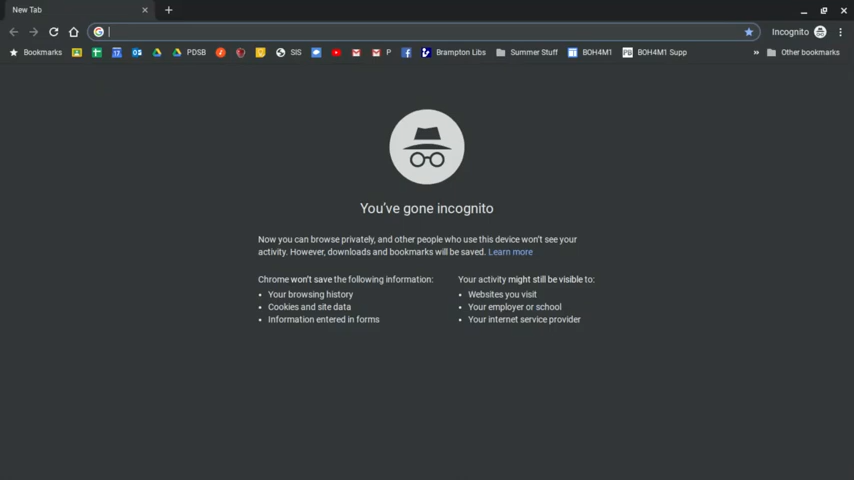 New Tab
Incognito
Bookmarks 17 PDSB SIS P Brampton Libs Summer Stuff BOH4M1 BOH4M1 Supp » Other bookmarks
You've gone incognito
Now you can browse privately, and other people who use this device won't see your
activity. However, downloads and bookmarks will be saved. Learn more
Chrome won't save the following information:
• Your browsing history
• Cookies and site data
• Information entered in forms
Your activity might still be visible to:
• Websites you visit
• Your employer or school
• Your internet service provider